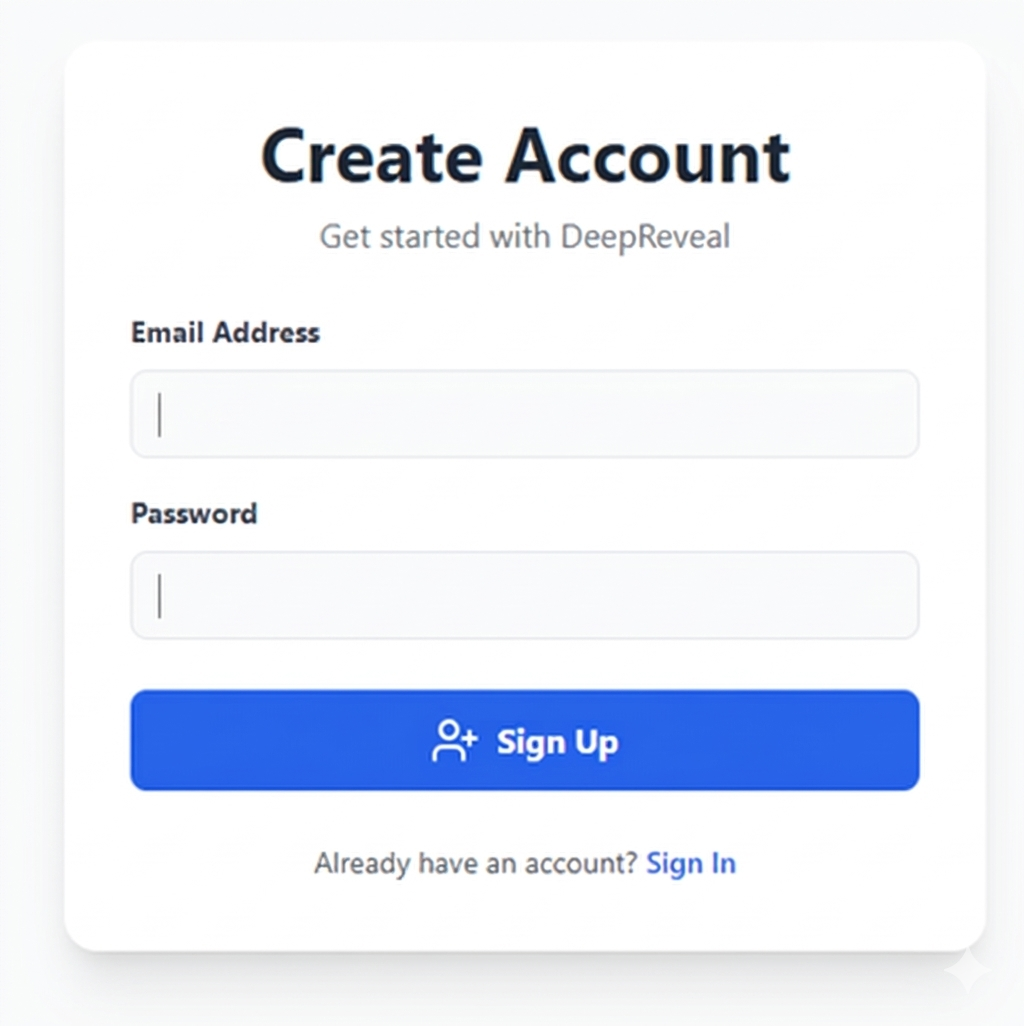 Create Account
Get started with DeepReveal
Email Address
Password
Sign Up
Already have an account? Sign In